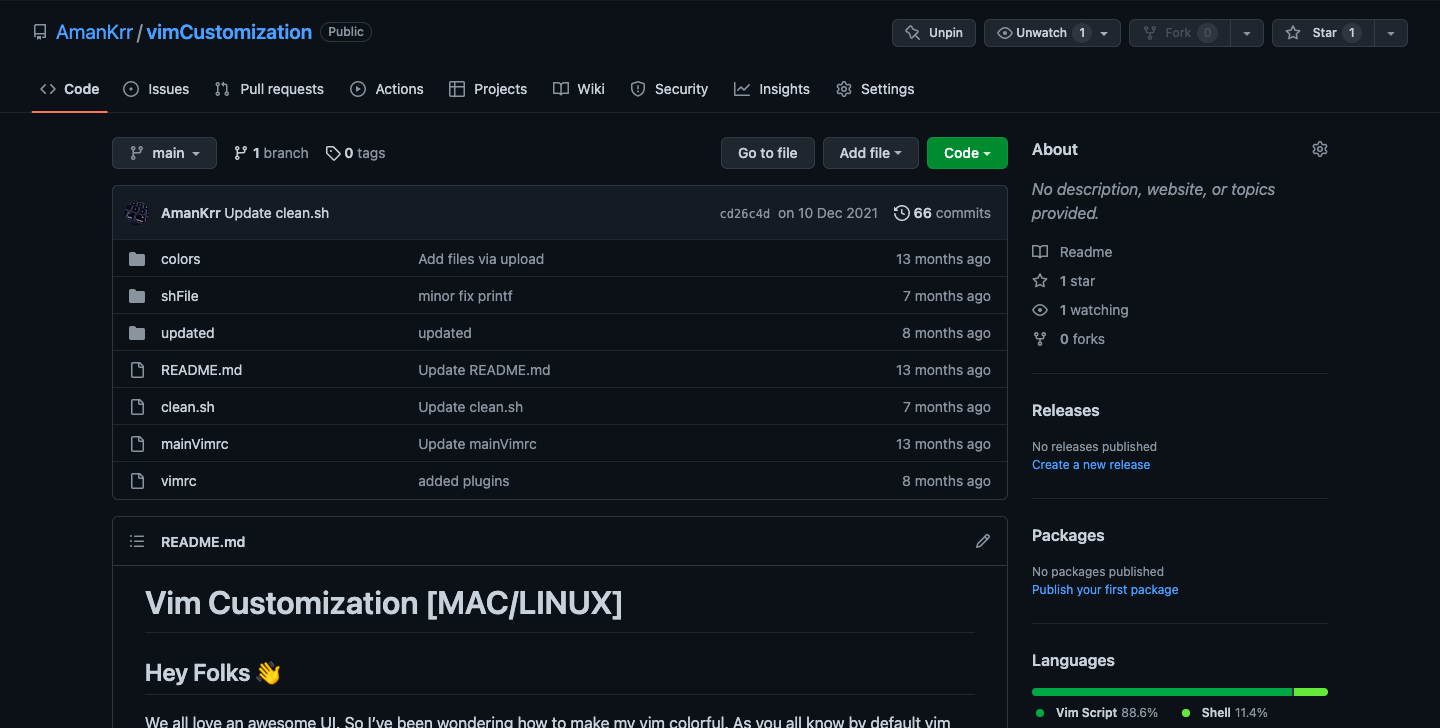 AmanKrr / vimCustomization Public
Unpin Unwatch 1 Fork 0 Star 1
Code Issues Pull requests Actions Projects Wiki Security Insights Settings
main 1 branch 0 tags Go to file Add file Code
AmanKrr Update clean.sh cd26c4d on 10 Dec 2021 66 commits
colors Add files via upload 13 months ago
shFile minor fix printf 7 months ago
updated updated 8 months ago
README.md Update README.md 13 months ago
clean.sh Update clean.sh 7 months ago
mainVimrc Update mainVimrc 13 months ago
vimrc added plugins 8 months ago
README.md
Vim Customization [MAC/LINUX]
Hey Folks 👋
We all love an awesome UI. So I've been wondering how to make my vim colorful. As you all know by default vim
About
No description, website, or topics
provided.
Readme
1 star
1 watching
0 forks
Releases
No releases published
Create a new release
Packages
No packages published
Publish your first package
Languages
Vim Script 88.6% Shell 11.4%